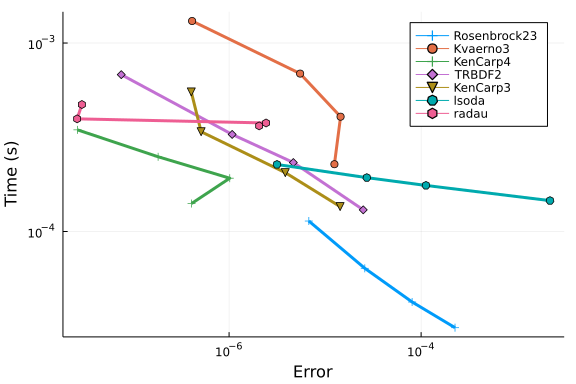 10⁻³
Rosenbrock23
Kvaerno3
KenCarp4
TRBDF2
KenCarp3
lsoda
radau
Time (s)
10⁻⁴
10⁻⁶
10⁻⁴
Error